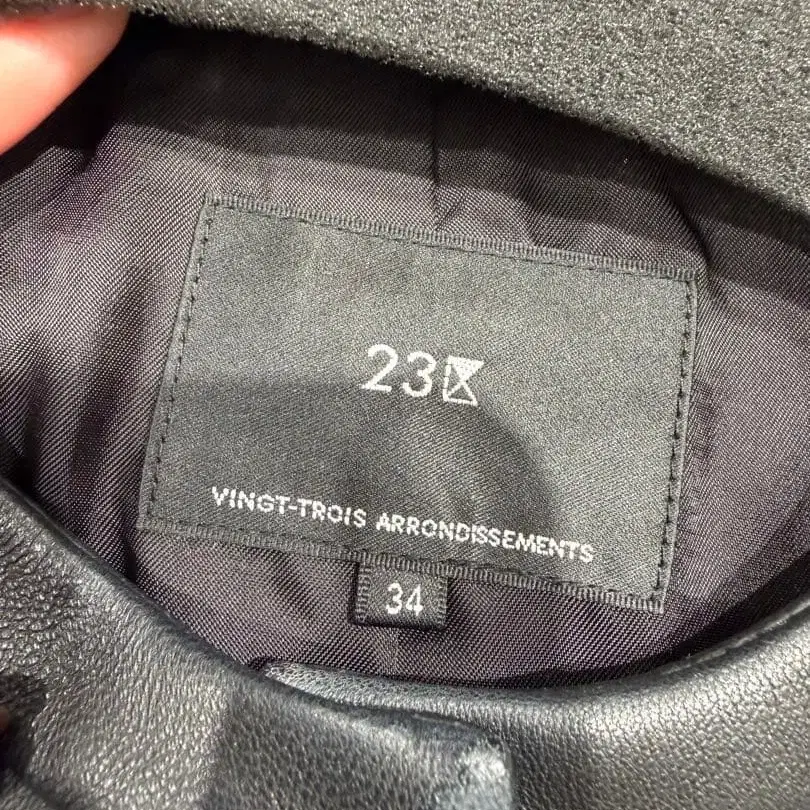 23区
VINGT-TROIS ARRONDISSEMENTS
34